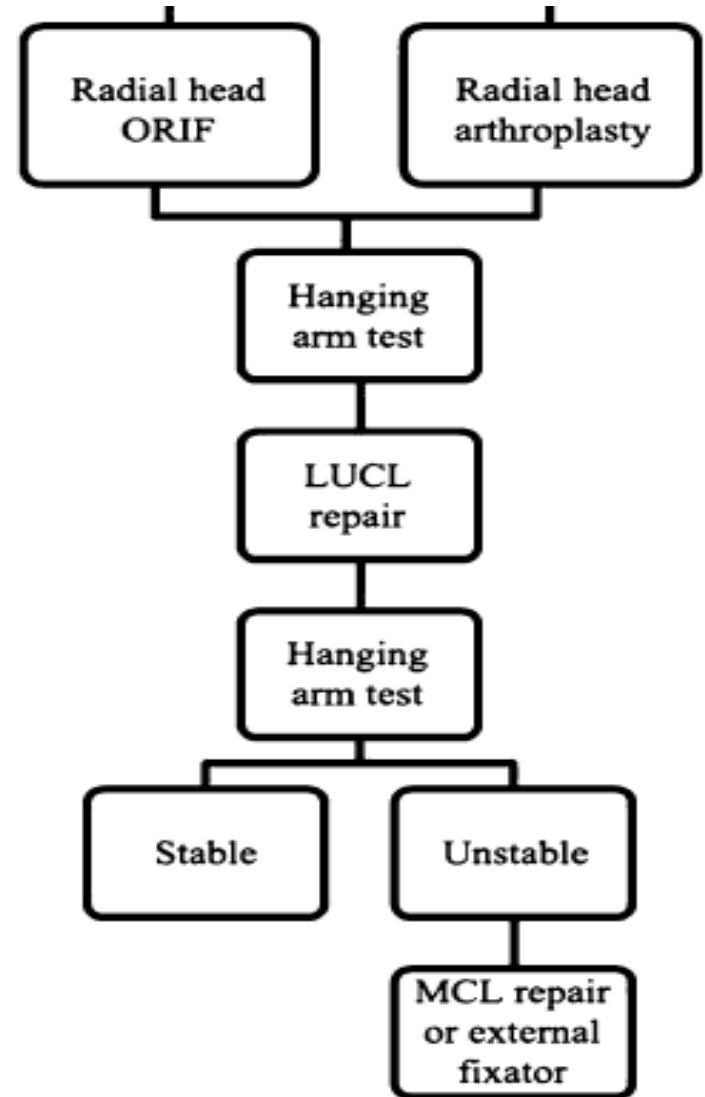 Radial head
ORIF
Radial head
arthroplasty
Hanging
arm test
LUCL
repair
Hanging
arm test
Stable
Unstable
MCL repair
or external
fixator